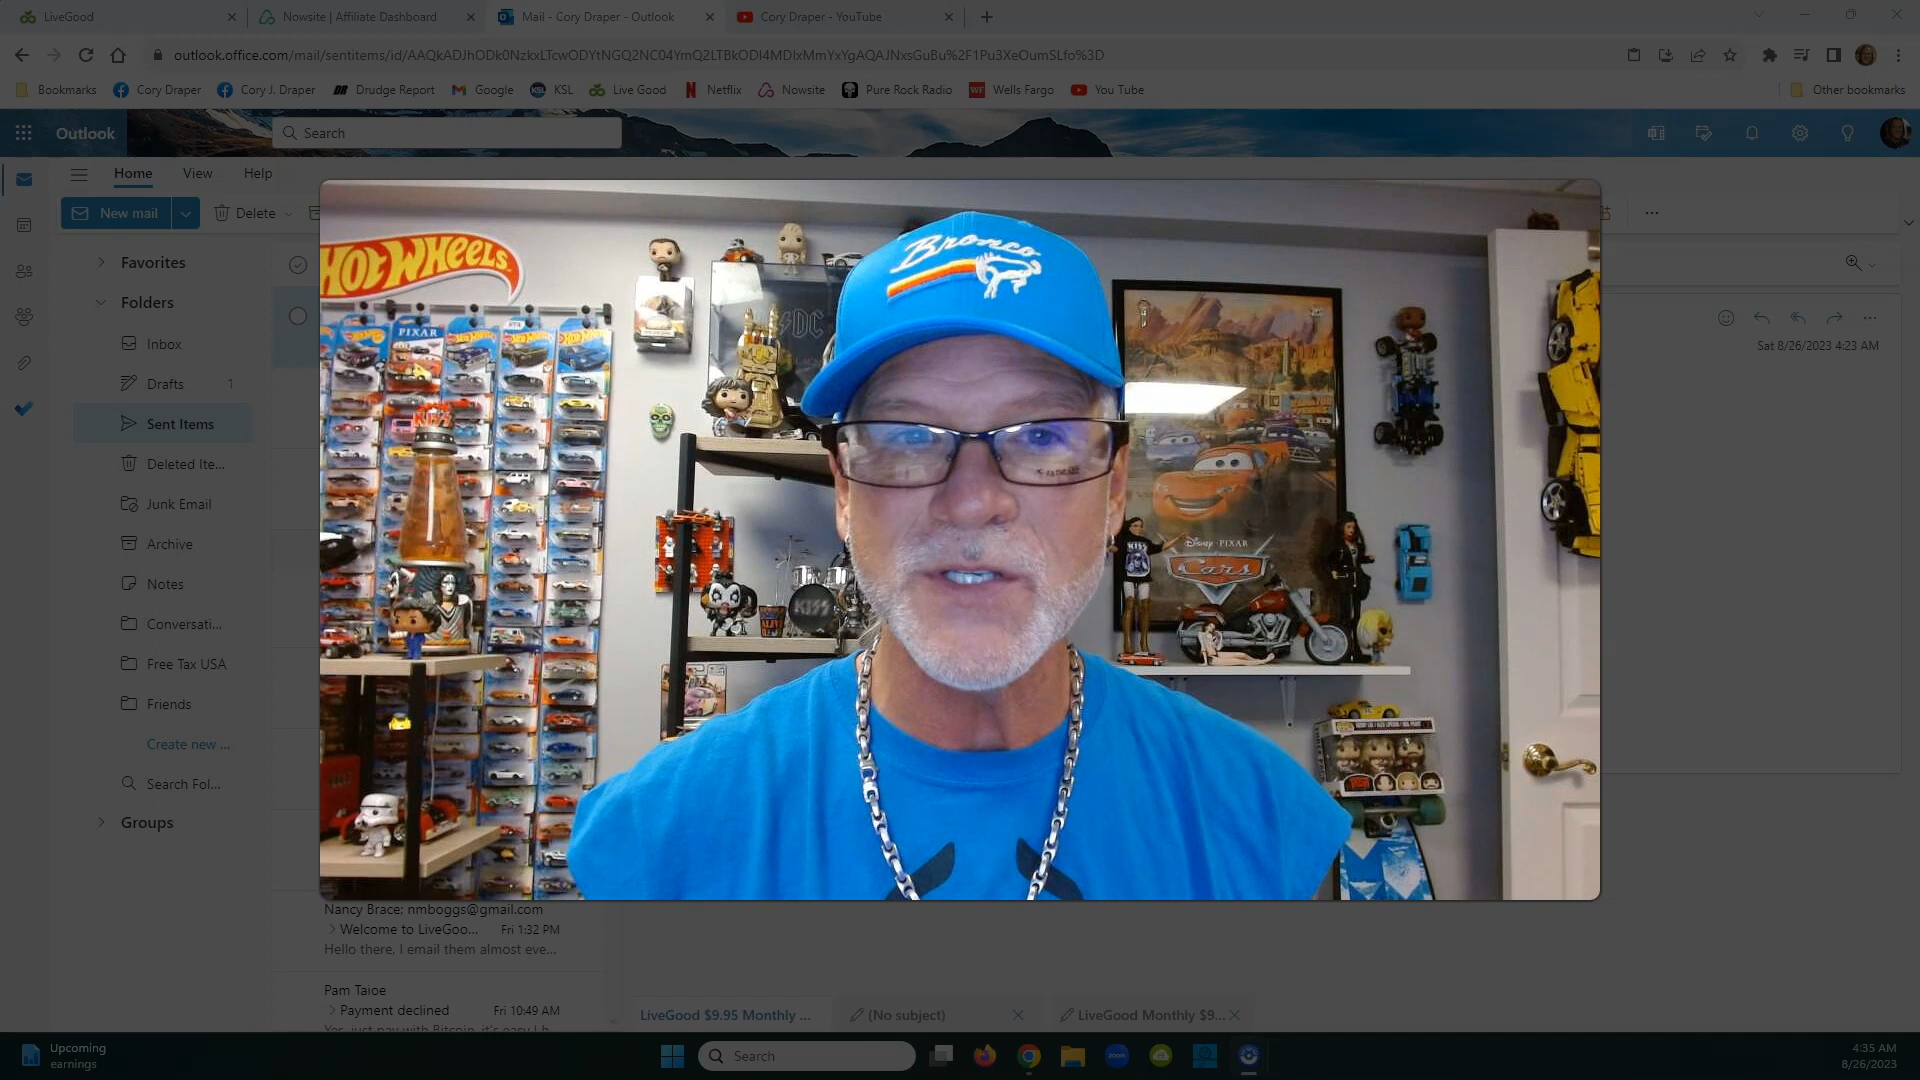 LiveGood
Nowsite | Affiliate Dashboard
Mail - Cory Draper - Outlook
Cory Draper - YouTube
outlook.office.com/mail/sentitems/id/AAQkADJhODk0NzkxLTcwODYtNGQ2NC04YmQ2LTBkODI4MDIxMmYxYgAQAJNxsGuBu%2F1Pu3XeOumSLfo%3D
Bookmarks
Cory Draper
Cory J. Draper
Drudge Report
Google
KSL
Live Good
Netflix
Nowsite
Pure Rock Radio
Wells Fargo
You Tube
Other bookmarks
Outlook
Search
Home
View
Help
New mail
Delete
Favorites
Folders
Inbox
Drafts 1
Sent Items
Deleted Ite...
Junk Email
Archive
Notes
Conversati...
Free Tax USA
Friends
Create new ...
Search Fol...
Groups
Sat 8/26/2023 4:23 AM
HOT WHEELS
PIXAR
KISS
AC/DC
Bronco
KISS
KISS
Disney · PIXAR
Cars
Nancy Brace; nmboggs@gmail.com
Welcome to LiveGoo... Fri 1:32 PM
Hello there, I email them almost eve...
Pam Taioe
Payment declined Fri 10:49 AM
LiveGood $9.95 Monthly ...
(No subject)
LiveGood Monthly $9...
Upcoming
earnings
Search
zoom
4:35 AM
8/26/2023